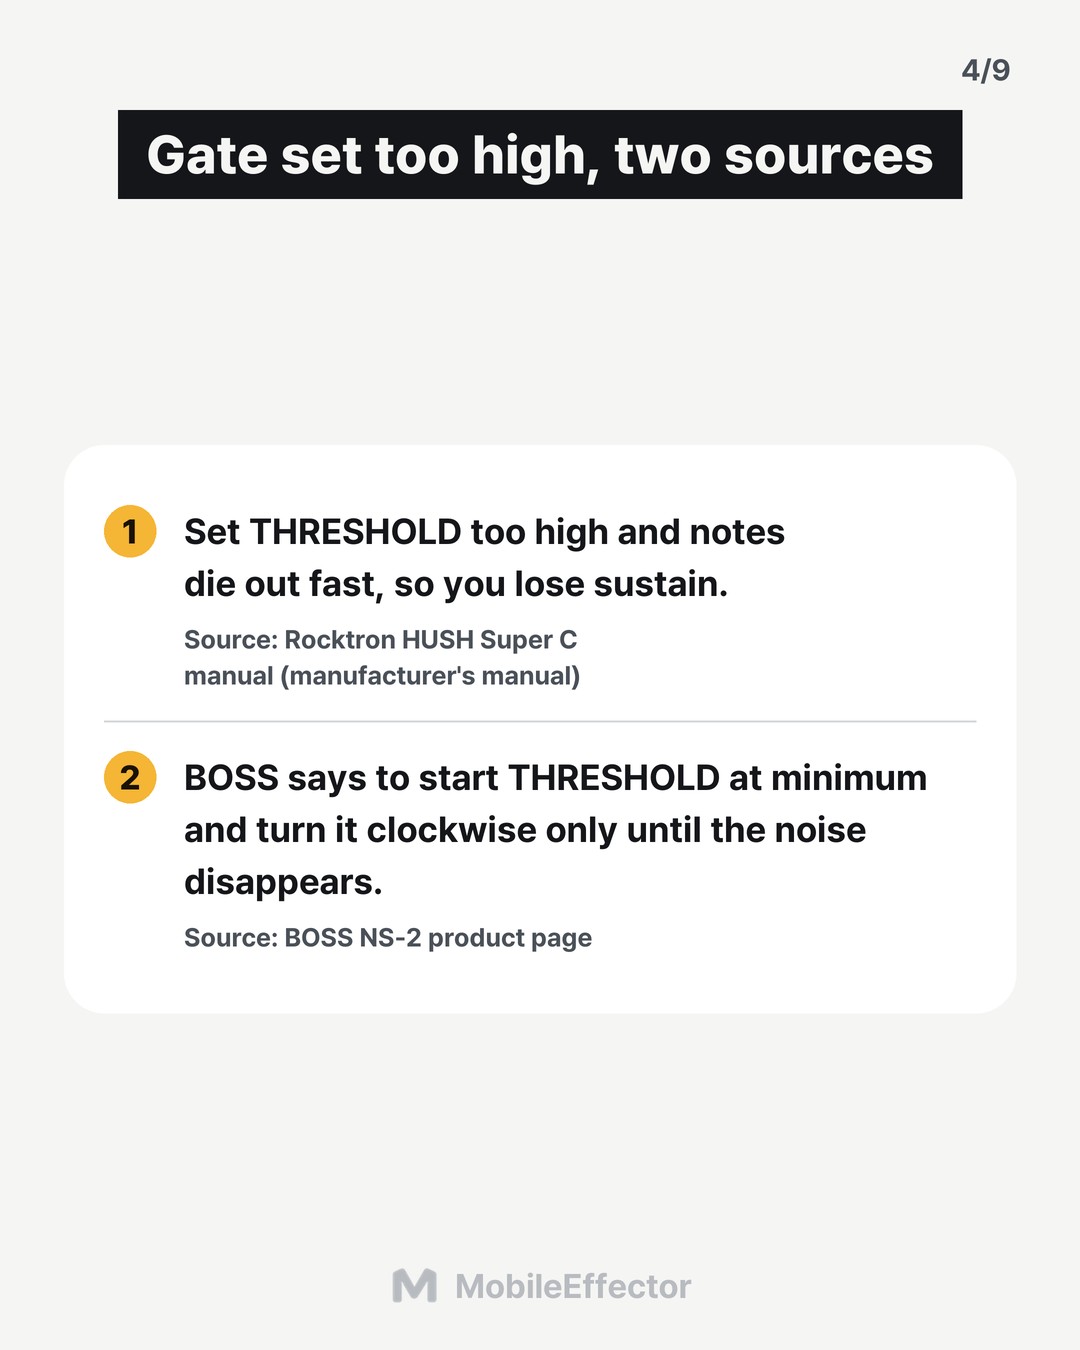 4/9
Gate set too high, two sources
1
Set THRESHOLD too high and notes
die out fast, so you lose sustain.
Source: Rocktron HUSH Super C
manual (manufacturer's manual)
2
BOSS says to start THRESHOLD at minimum
and turn it clockwise only until the noise
disappears.
Source: BOSS NS-2 product page
MobileEffector